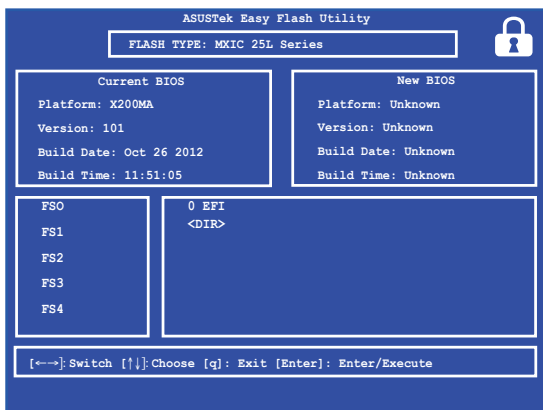 ASUSTek Easy Flash Utility
FLASH TYPE: MXIC 25L Series
Current BIOS
Platform: X200MA
Version: 101
Build Date: Oct 26 2012
Build Time: 11:51:05
New BIOS
Platform: Unknown
Version: Unknown
Build Date: Unknown
Build Time: Unknown
FSO
FS1
FS2
FS3
FS4
0 EFI
<DIR>
[←→]: Switch [↑↓]: Choose [q]: Exit [Enter]: Enter/Execute